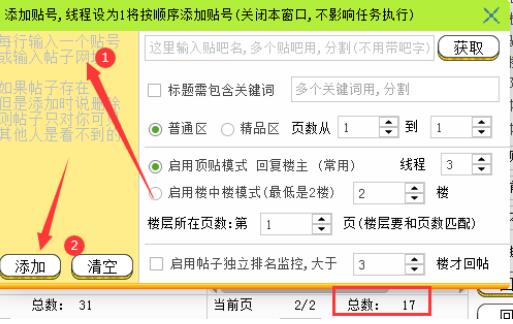 添加贴号,线程设为1将按顺序添加贴号(关闭本窗口,不影响任务执行)
每行输入一个贴号
或输入帖子网址
1
如果帖子存在
但是添加时说删除
则帖子只对你可见
其他人是看不到的
2
添加
清空
这里输入贴吧名,多个贴吧用,分割(不用带吧字)
获取
标题需包含关键词
多个关键词用,分割
普通区
精品区
页数从
1
到
1
启用顶贴模式 回复楼主 (常用)
线程
3
启用楼中楼模式(最低是2楼)
2
楼
楼层所在页数:第
1
页(楼层要和页数匹配)
启用帖子独立排名监控,大于
3
楼才回帖
总数: 31
当前页
2/2
总数: 17